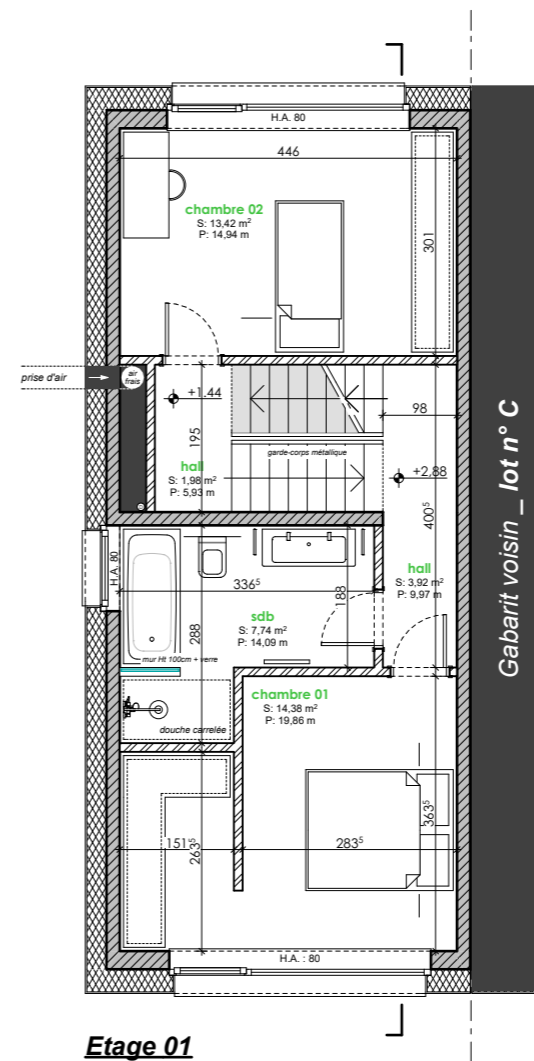 H.A. 80
446
chambre 02
S: 13,42 m²
P: 14,94 m
301
prise d'air
air
frais
+1.44
98
195
garde-corps métallique
hall
S: 1,98 m²
P: 5,93 m
+2,88
400⁵
Gabarit voisin _ lot n° C
H.A. 80
336⁵
188
hall
S: 3,92 m²
P: 9,97 m
288
sdb
S: 7,74 m²
P: 14,09 m
mur Ht 100cm + verre
chambre 01
S: 14,38 m²
P: 19,86 m
douche carrelée
151⁵
263⁵
283⁵
363⁵
H.A. : 80
Etage 01